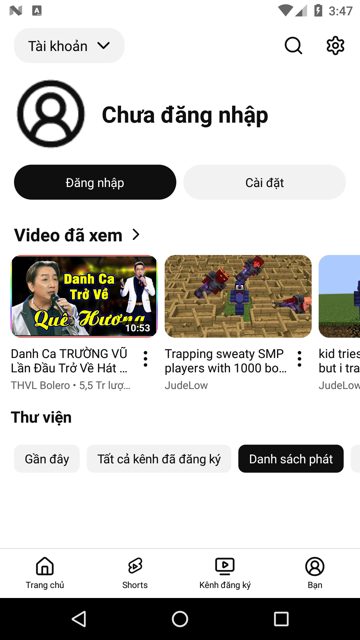 3:47
Tài khoản
Chưa đăng nhập
Đăng nhập
Cài đặt
Video đã xem
Danh Ca
Trở Về
Quê Hương
10:53
Danh Ca TRƯỜNG VŨ
Lần Đầu Trở Về Hát ...
THVL Bolero • 5,5 Tr lượ...
Trapping sweaty SMP
players with 1000 bo...
JudeLow
kid tries
but i tra
JudeLow
Thư viện
Gần đây
Tất cả kênh đã đăng ký
Danh sách phát
Trang chủ
Shorts
Kênh đăng ký
Bạn